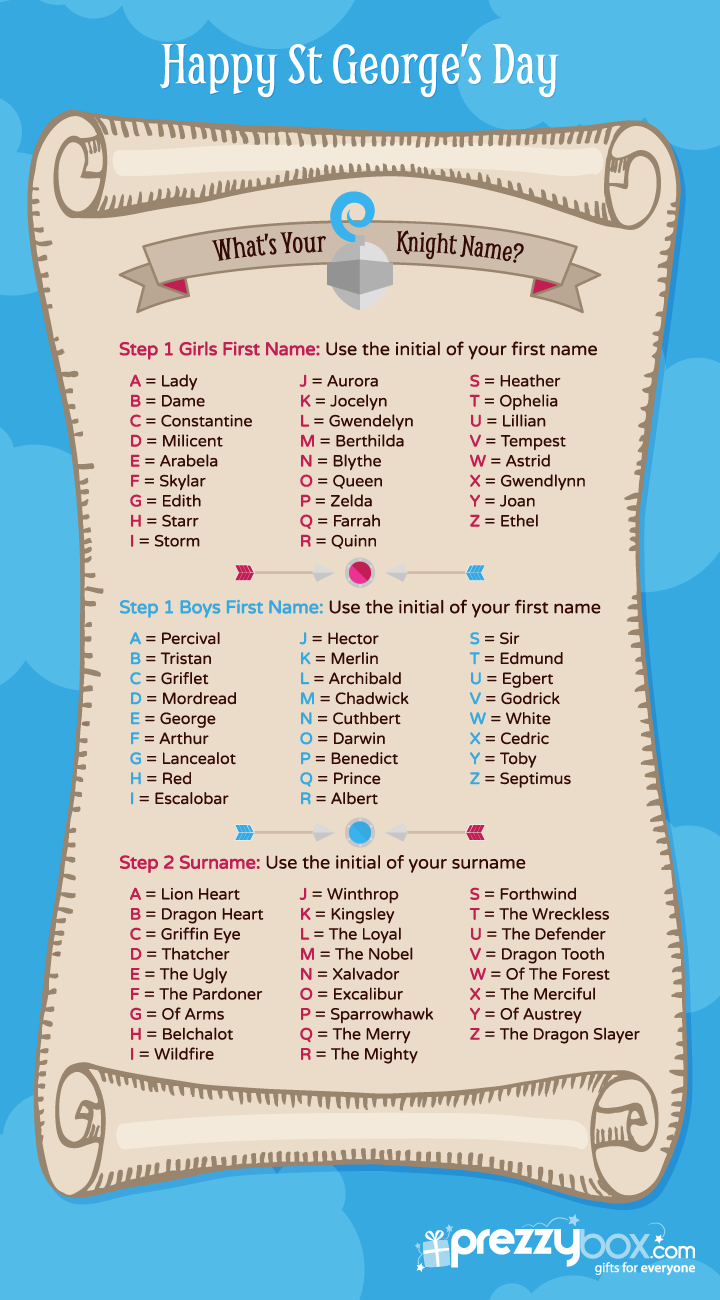 Happy St George's Day
What's Your Knight Name?
Step 1 Girls First Name: Use the initial of your first name
A = Lady
B = Dame
C = Constantine
D = Milicent
E = Arabela
F = Skylar
G = Edith
H = Starr
I = Storm
J = Aurora
K = Jocelyn
L = Gwendelyn
M = Berthilda
N = Blythe
O = Queen
P = Zelda
Q = Farrah
R = Quinn
S = Heather
T = Ophelia
U = Lillian
V = Tempest
W = Astrid
X = Gwendlynn
Y = Joan
Z = Ethel
Step 1 Boys First Name: Use the initial of your first name
A = Percival
B = Tristan
C = Griflet
D = Mordread
E = George
F = Arthur
G = Lancealot
H = Red
I = Escalobar
J = Hector
K = Merlin
L = Archibald
M = Chadwick
N = Cuthbert
O = Darwin
P = Benedict
Q = Prince
R = Albert
S = Sir
T = Edmund
U = Egbert
V = Godrick
W = White
X = Cedric
Y = Toby
Z = Septimus
Step 2 Surname: Use the initial of your surname
A = Lion Heart
B = Dragon Heart
C = Griffin Eye
D = Thatcher
E = The Ugly
F = The Pardoner
G = Of Arms
H = Belchalot
I = Wildfire
J = Winthrop
K = Kingsley
L = The Loyal
M = The Nobel
N = Xalvador
O = Excalibur
P = Sparrowhawk
Q = The Merry
R = The Mighty
S = Forthwind
T = The Wreckless
U = The Defender
V = Dragon Tooth
W = Of The Forest
X = The Merciful
Y = Of Austrey
Z = The Dragon Slayer
prezzybox.com
gifts for everyone